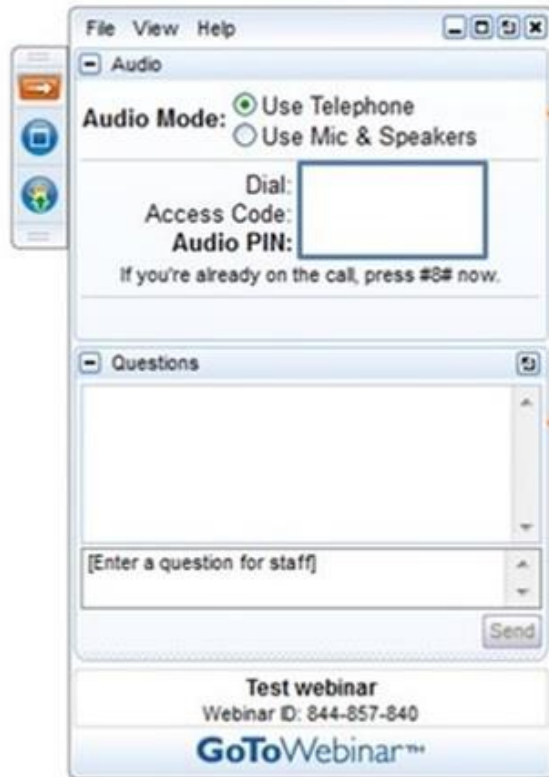 File View Help
Audio
Audio Mode: Use Telephone
Use Mic & Speakers
Dial:
Access Code:
Audio PIN:
If you're already on the call, press #8# now.
Questions
[Enter a question for staff]
Send
Test webinar
Webinar ID: 844-857-840
GoToWebinar™